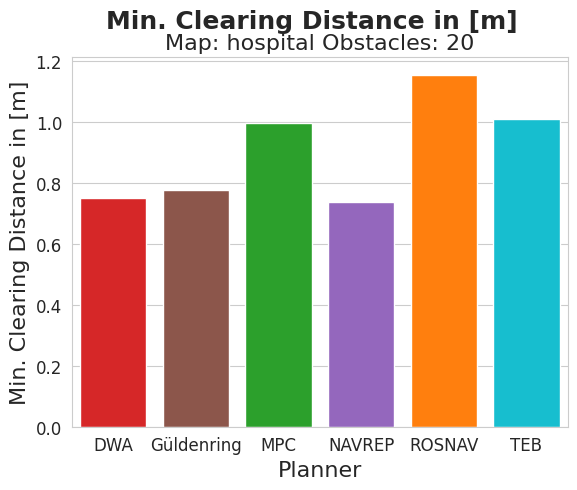 Min. Clearing Distance in [m]
Map: hospital Obstacles: 20
Min. Clearing Distance in [m]
1.2
1.0
0.8
0.6
0.4
0.2
0.0
DWA Güldenring MPC NAVREP ROSNAV TEB
Planner